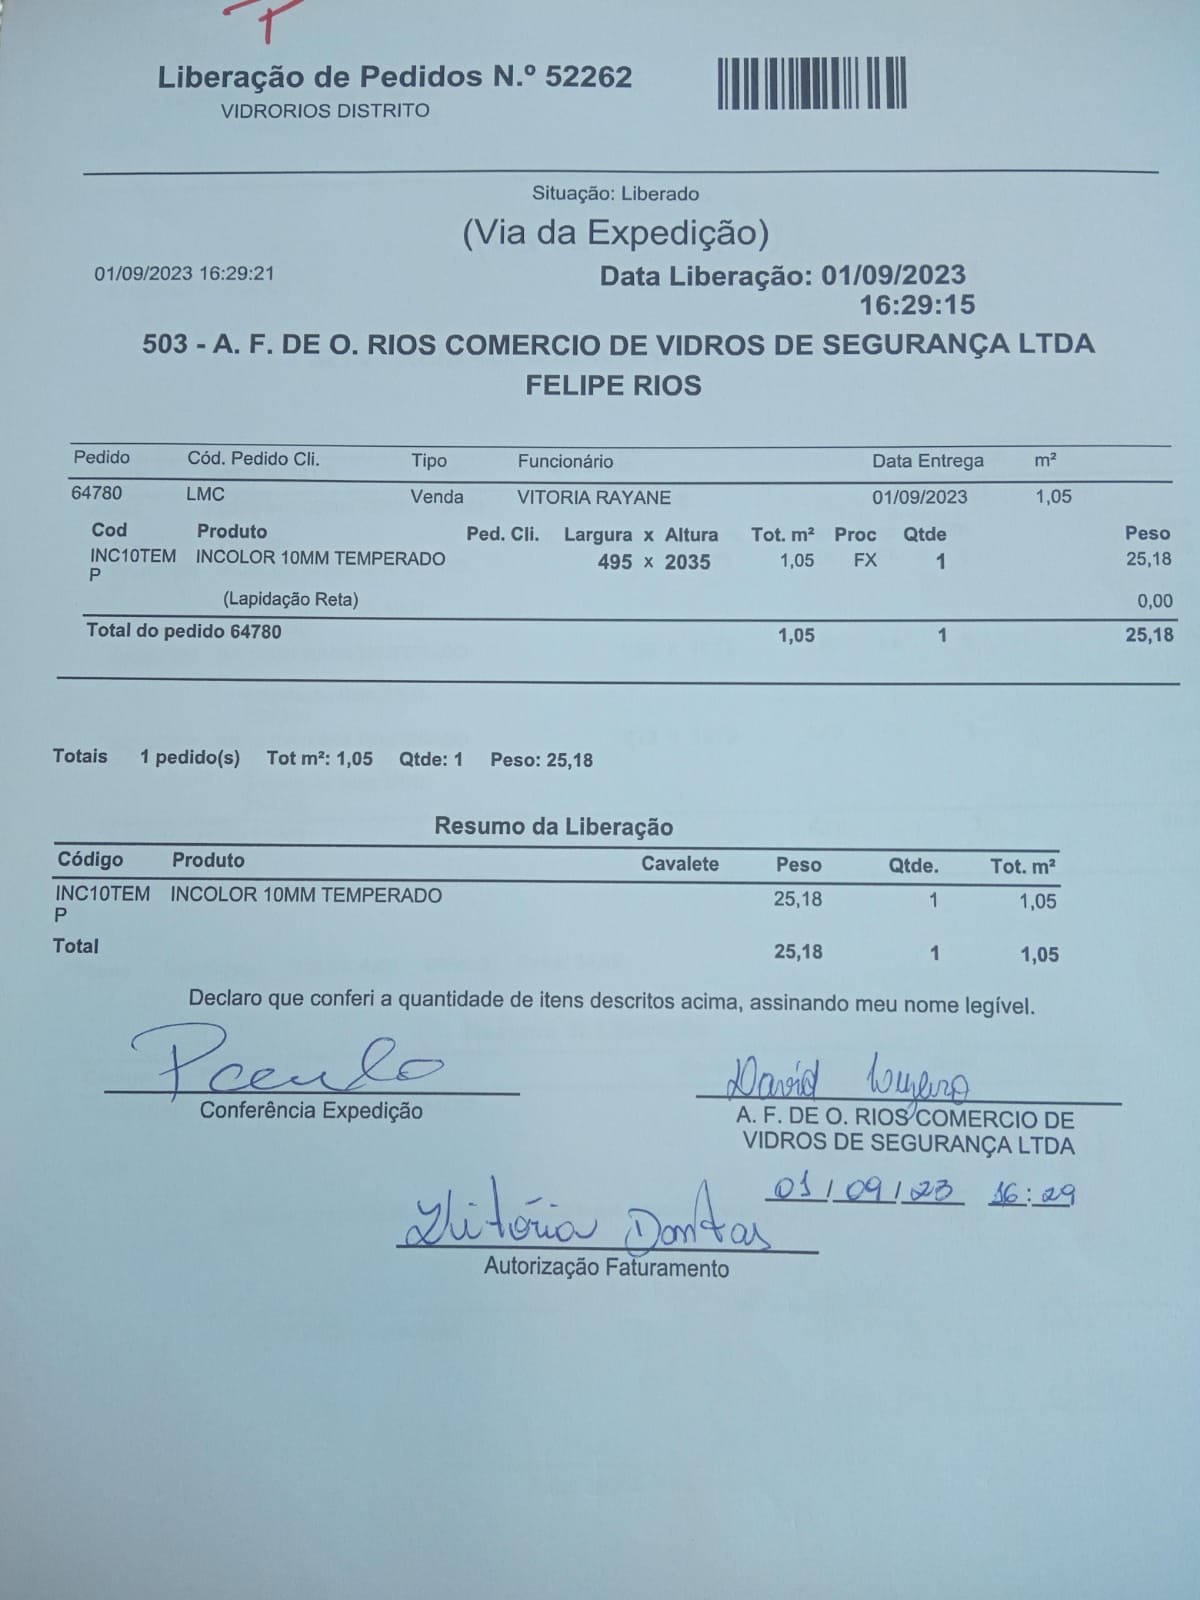 Liberação de Pedidos N.º 52262
VIDRORIOS DISTRITO
Situação: Liberado
(Via da Expedição)
01/09/2023 16:29:21 Data Liberação: 01/09/2023
16:29:15
503 - A. F. DE O. RIOS COMERCIO DE VIDROS DE SEGURANÇA LTDA
FELIPE RIOS
Pedido Cód. Pedido Cli. Tipo Funcionário Data Entrega m²
64780 LMC Venda VITORIA RAYANE 01/09/2023 1,05
Cod Produto Ped. Cli. Largura x Altura Tot. m² Proc Qtde Peso
INC10TEM INCOLOR 10MM TEMPERADO 495 x 2035 1,05 FX 1 25,18
P
(Lapidação Reta) 0,00
Total do pedido 64780 1,05 1 25,18
Totais 1 pedido(s) Tot m²: 1,05 Qtde: 1 Peso: 25,18
Resumo da Liberação
Código Produto Cavalete Peso Qtde. Tot. m²
INC10TEM INCOLOR 10MM TEMPERADO 25,18 1 1,05
P
Total 25,18 1 1,05
Declaro que conferi a quantidade de itens descritos acima, assinando meu nome legível.
David
Conferência Expedição
A. F. DE O. RIOS COMERCIO DE
VIDROS DE SEGURANÇA LTDA
01/09/23 16:29
Vitória Dantas
Autorização Faturamento